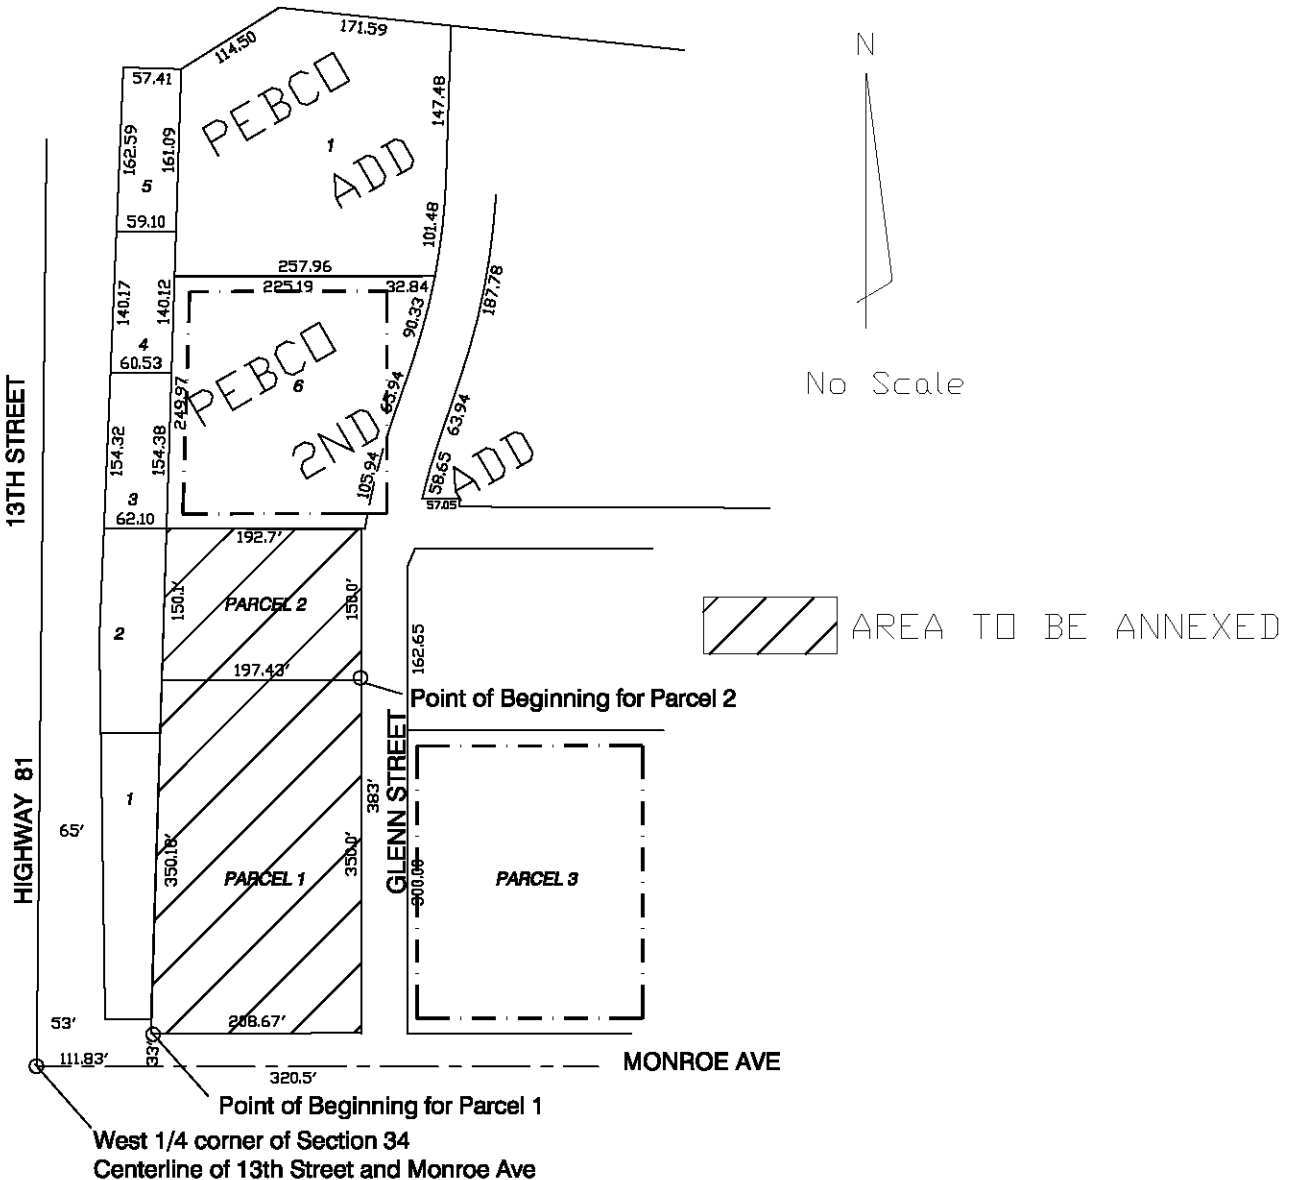 171.59
114.50
N
57.41
PEBCO
147.48
162.59
161.09
1
ADD
5
59.10
101.48
257.96
225.19
32.84
187.78
140.17
140.12
90.33
4
60.53
PEBCO
6
No Scale
249.97
65.94
63.94
13TH STREET
154.32
154.38
2ND
ADD
105.94
58.65
3
57.05
62.10
192.7'
150.1'
PARCEL 2
150.0'
AREA TO BE ANNEXED
2
162.65
197.43'
Point of Beginning for Parcel 2
GLENN STREET
HIGHWAY 81
1
383'
65'
350.18'
PARCEL 1
350.0'
300.00
PARCEL 3
53'
208.67'
33'
111.83'
MONROE AVE
320.5'
Point of Beginning for Parcel 1
West 1/4 corner of Section 34
Centerline of 13th Street and Monroe Ave